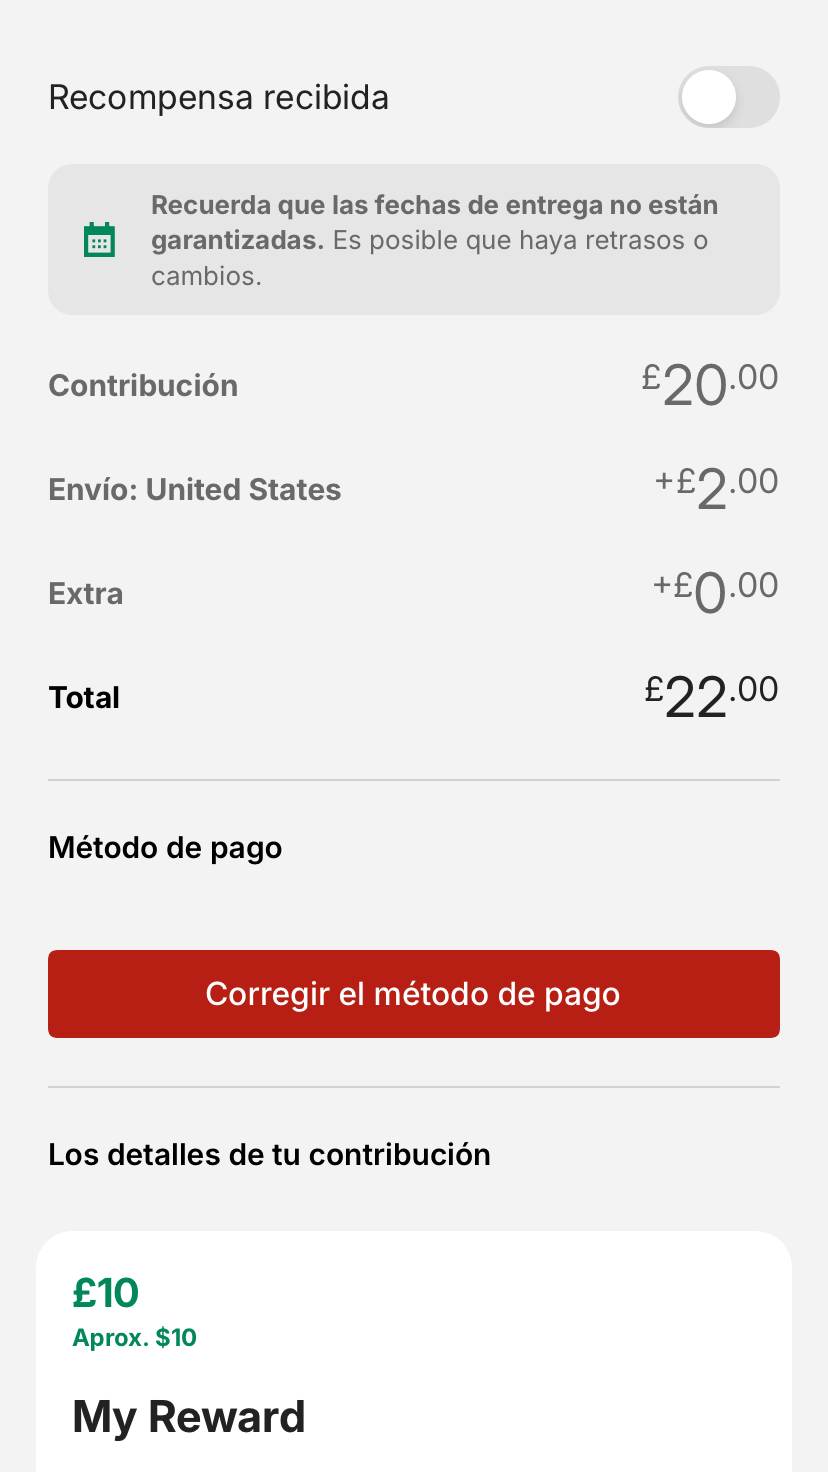 Recompensa recibida
Recuerda que las fechas de entrega no están
garantizadas. Es posible que haya retrasos o
cambios.
Contribución £20.00
Envío: United States +£2.00
Extra +£0.00
Total £22.00
Método de pago
Corregir el método de pago
Los detalles de tu contribución
£10
Aprox. $10
My Reward